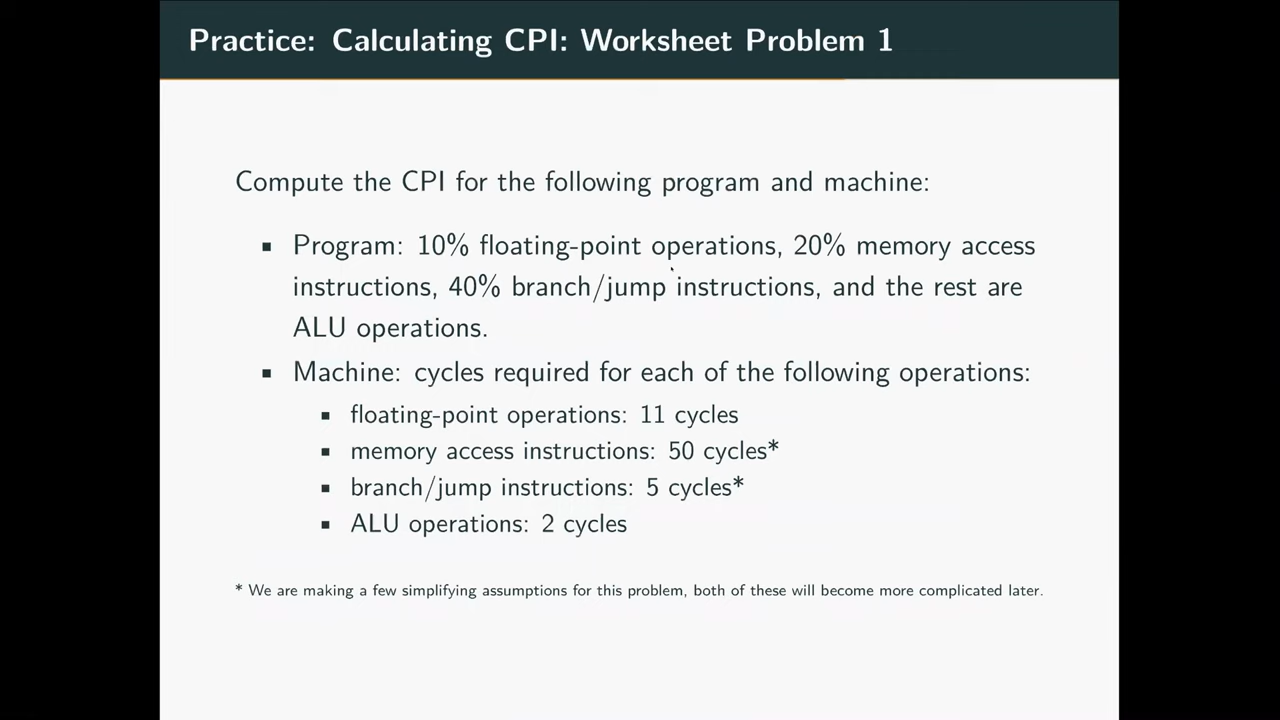 Practice: Calculating CPI: Worksheet Problem 1
Compute the CPI for the following program and machine:
▪ Program: 10% floating-point operations, 20% memory access
instructions, 40% branch/jump instructions, and the rest are
ALU operations.
▪ Machine: cycles required for each of the following operations:
▪ floating-point operations: 11 cycles
▪ memory access instructions: 50 cycles*
▪ branch/jump instructions: 5 cycles*
▪ ALU operations: 2 cycles
* We are making a few simplifying assumptions for this problem, both of these will become more complicated later.